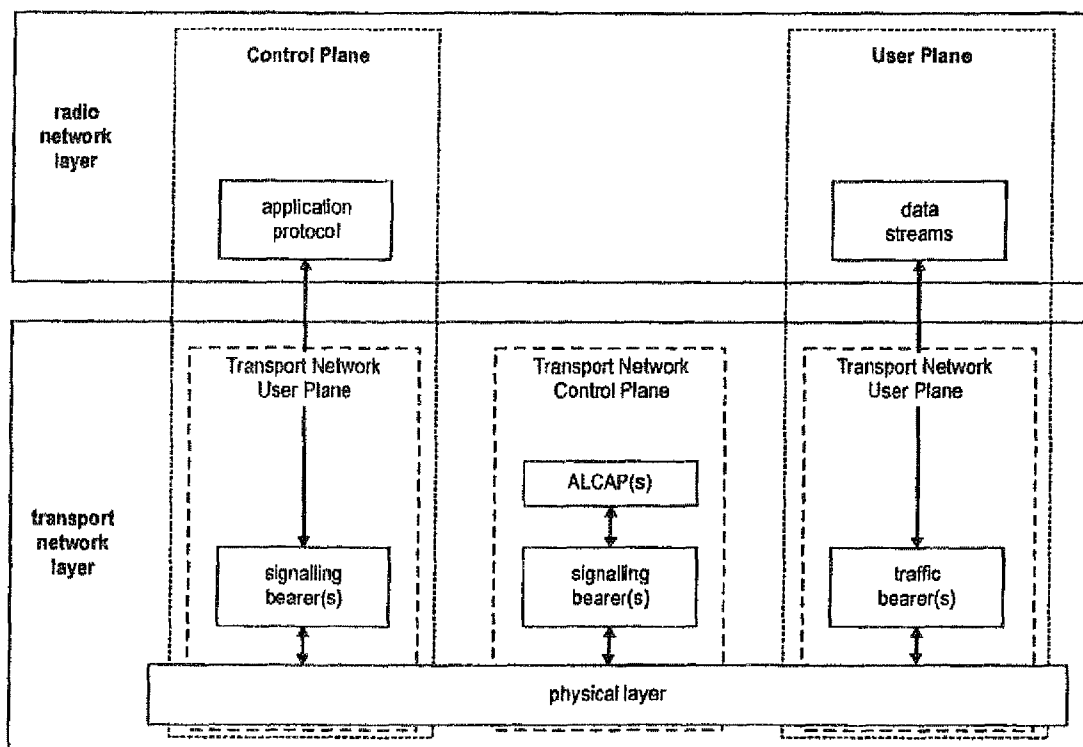 Control Plane
User Plane
radio
network
layer
application
protocol
data
streams
Transport Network
User Plane
Transport Network
Control Plane
Transport Network
User Plane
ALCAP(s)
transport
network
layer
signalling
bearer(s)
signalling
bearer(s)
traffic
bearer(s)
physical layer